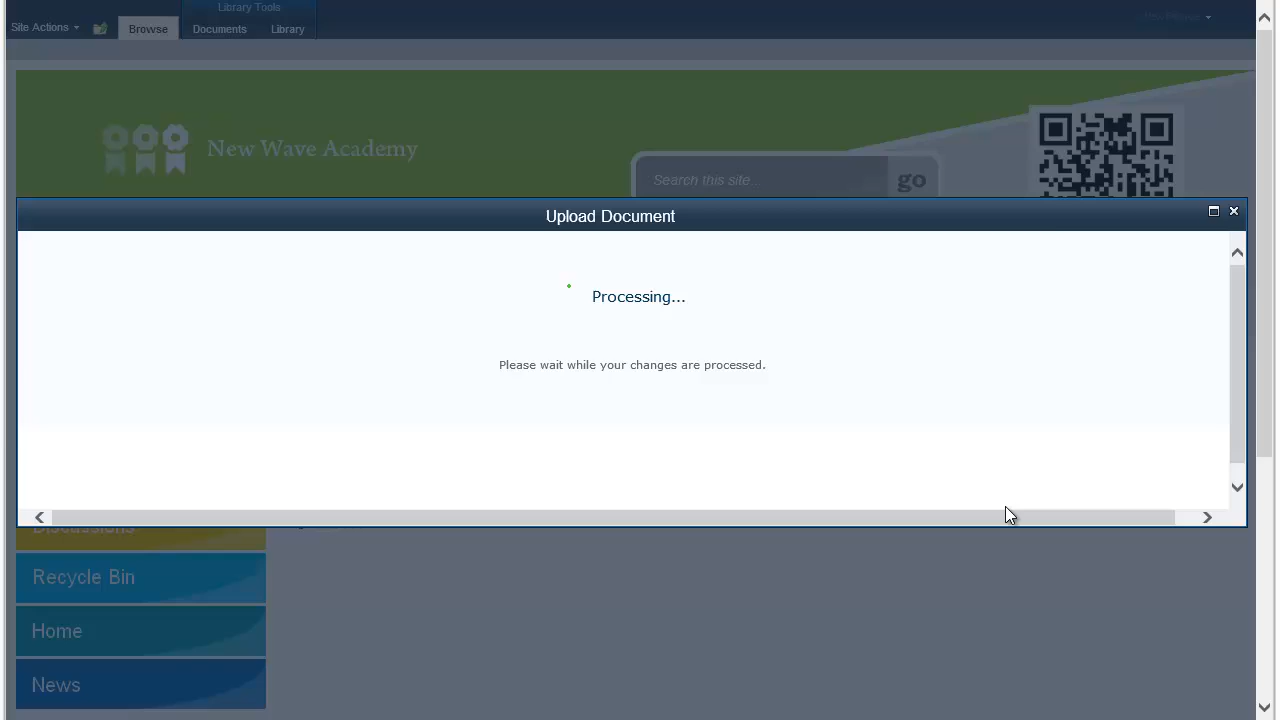 Library Tools
Site Actions
Browse
Documents
Library
New Wave Academy
Search this site...
go
Upload Document
Processing...
Please wait while your changes are processed.
Discussions
Recycle Bin
Home
News